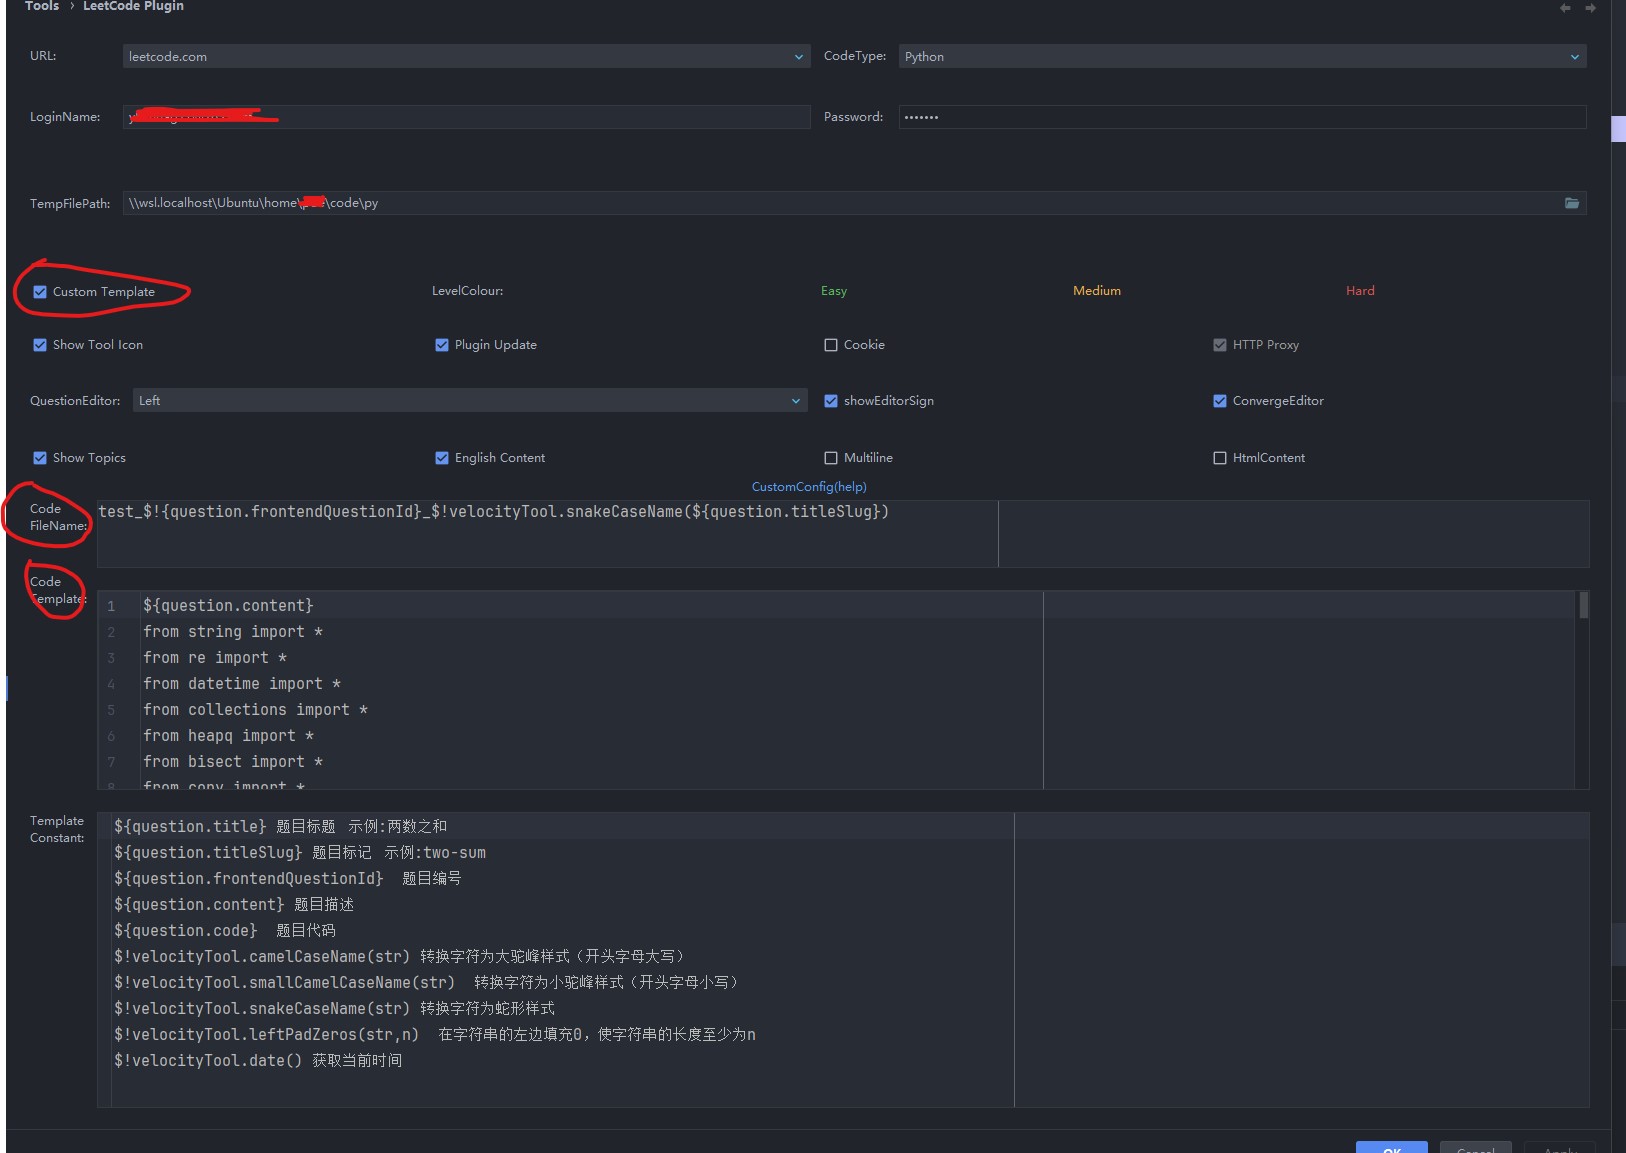 Tools › LeetCode Plugin
URL: leetcode.com CodeType: Python
LoginName: Password: •••••••
TempFilePath: \\wsl.localhost\Ubuntu\home\ \code\py
Custom Template LevelColour: Easy Medium Hard
Show Tool Icon Plugin Update Cookie HTTP Proxy
QuestionEditor: Left showEditorSign ConvergeEditor
Show Topics English Content Multiline HtmlContent
CustomConfig(help)
Code FileName: test_$!{question.frontendQuestionId}_$!velocityTool.snakeCaseName(${question.titleSlug})
Code Template:
1 ${question.content}
2 from string import *
3 from re import *
4 from datetime import *
5 from collections import *
6 from heapq import *
7 from bisect import *
8 from copy import *
Template Constant:
${question.title} 题目标题 示例:两数之和
${question.titleSlug} 题目标记 示例:two-sum
${question.frontendQuestionId} 题目编号
${question.content} 题目描述
${question.code} 题目代码
$!velocityTool.camelCaseName(str) 转换字符为大驼峰样式（开头字母大写）
$!velocityTool.smallCamelCaseName(str) 转换字符为小驼峰样式（开头字母小写）
$!velocityTool.snakeCaseName(str) 转换字符为蛇形样式
$!velocityTool.leftPadZeros(str,n) 在字符串的左边填充0，使字符串的长度至少为n
$!velocityTool.date() 获取当前时间
OK Cancel Apply